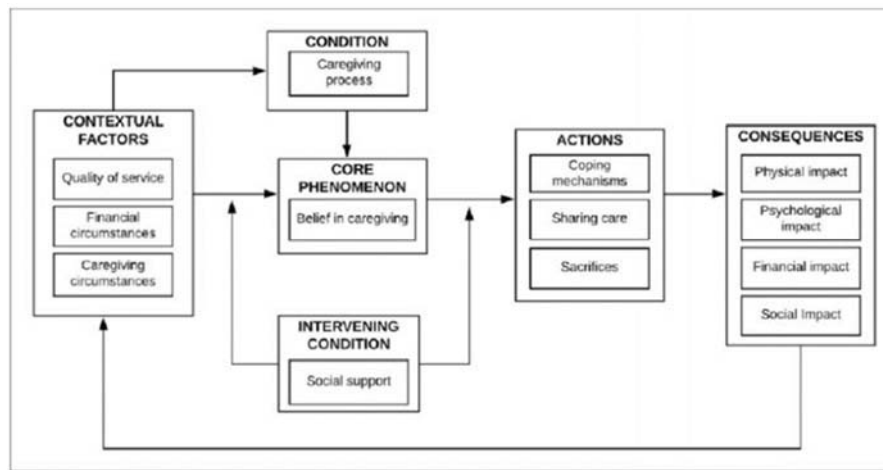 CONDITION
Caregiving
process
CONTEXTUAL
FACTORS
Quality of service
Financial
circumstances
Caregiving
circumstances
CORE
PHENOMENON
Belief in caregiving
INTERVENING
CONDITION
Social support
ACTIONS
Coping
mechanisms
Sharing care
Sacrifices
CONSEQUENCES
Physical impact
Psychological
impact
Financial impact
Social Impact